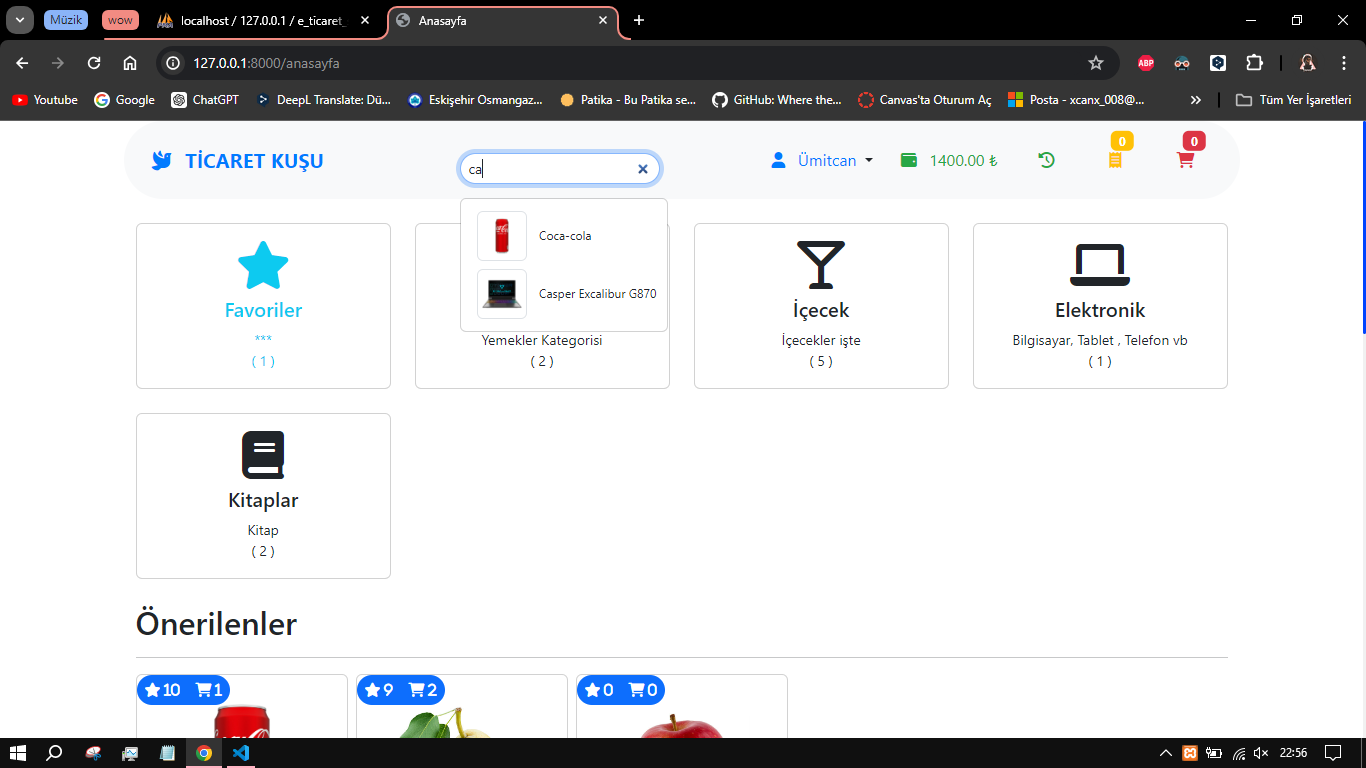 Müzik wow localhost / 127.0.0.1 / e_ticaret_ Anasayfa
127.0.0.1:8000/anasayfa ABP
Youtube Google ChatGPT DeepL Translate: Dü... Eskişehir Osmangaz... Patika - Bu Patika se... GitHub: Where the... Canvas'ta Oturum Aç Posta - xcanx_008@... Tüm Yer İşaretleri
TİCARET KUŞU ca Ümitcan 1400.00 ₺ 0 0
Coca-cola
Casper Excalibur G870
Favoriler
***
( 1 )
Yemekler Kategorisi
( 2 )
İçecek
İçecekler işte
( 5 )
Elektronik
Bilgisayar, Tablet , Telefon vb
( 1 )
Kitaplar
Kitap
( 2 )
Önerilenler
10 1 9 2 0 0
22:56